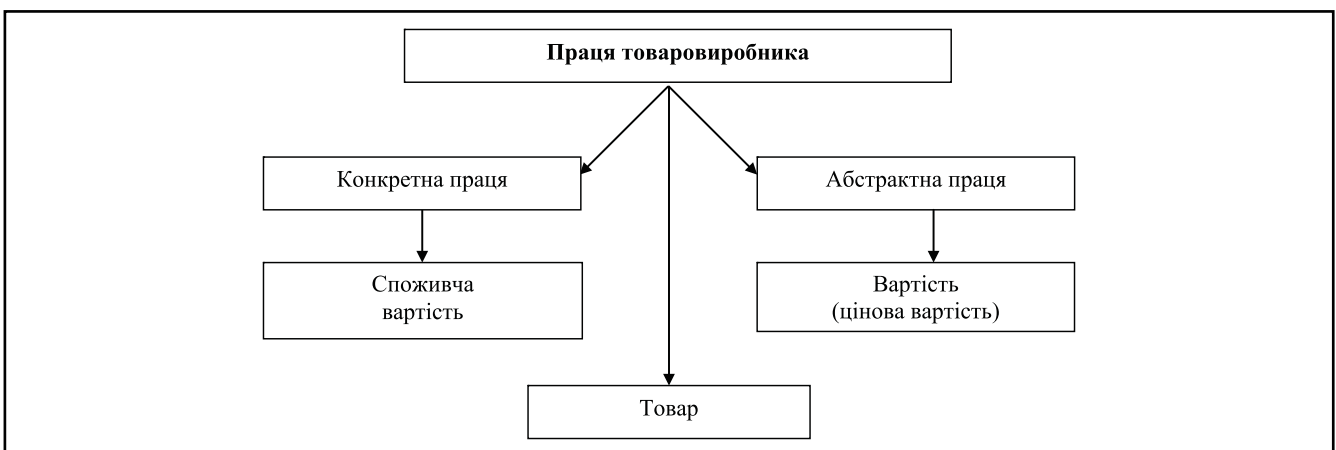 Праця товаровиробника
Конкретна праця
Абстрактна праця
Споживча
вартість
Вартість
(цінова вартість)
Товар